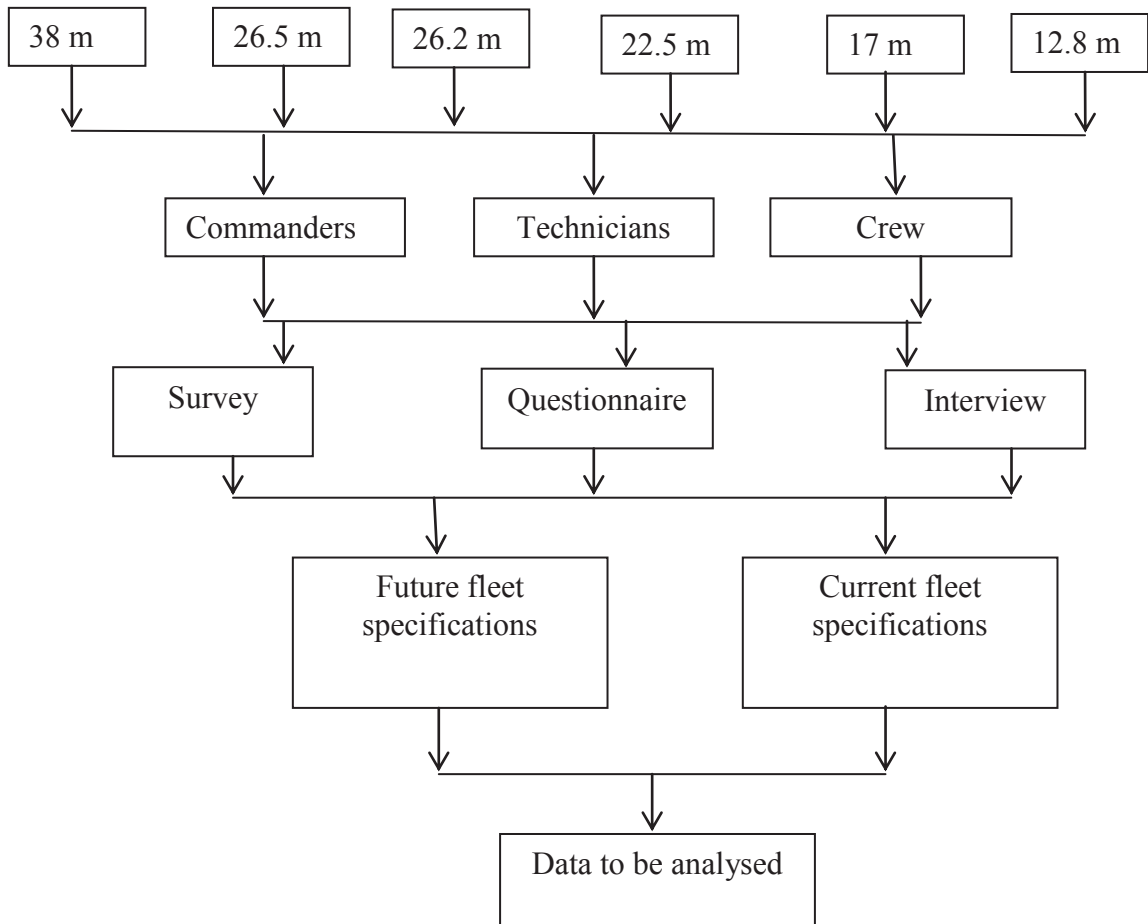 38 m
26.5 m
26.2 m
22.5 m
17 m
12.8 m
Commanders
Technicians
Crew
Survey
Questionnaire
Interview
Future fleet
specifications
Current fleet
specifications
Data to be analysed